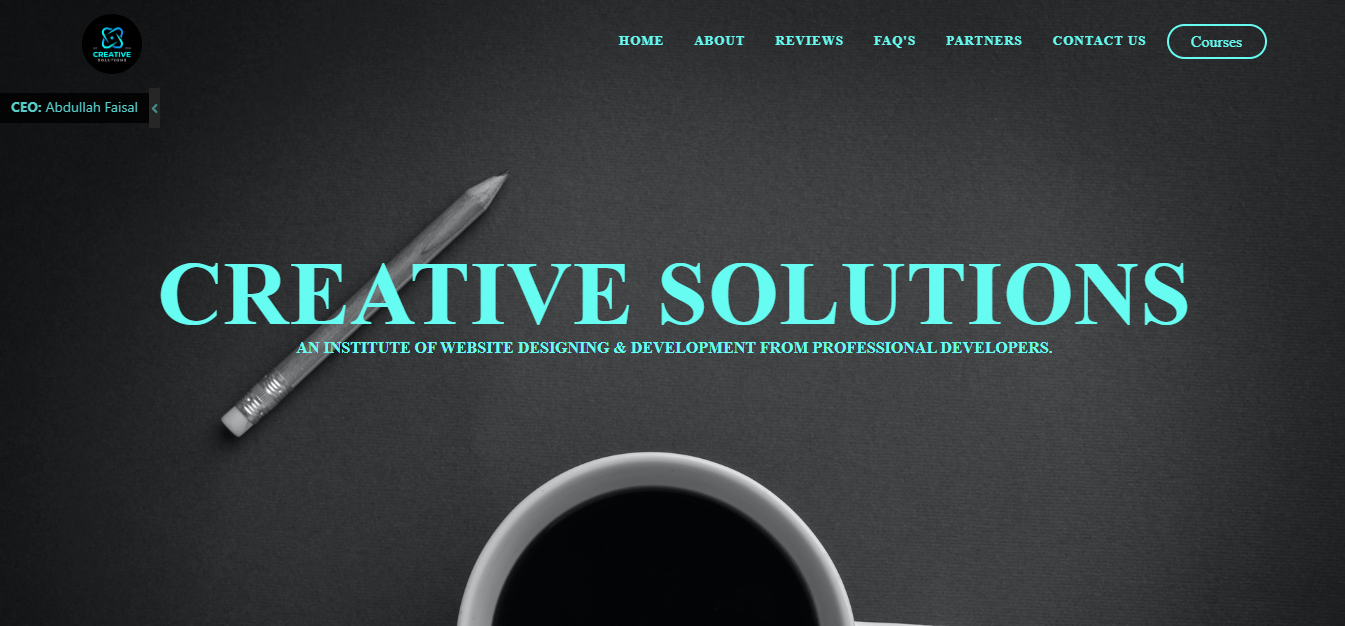 CREATIVE
SOLUTIONS
HOME ABOUT REVIEWS FAQ'S PARTNERS CONTACT US Courses
CEO: Abdullah Faisal
CREATIVE SOLUTIONS
AN INSTITUTE OF WEBSITE DESIGNING & DEVELOPMENT FROM PROFESSIONAL DEVELOPERS.